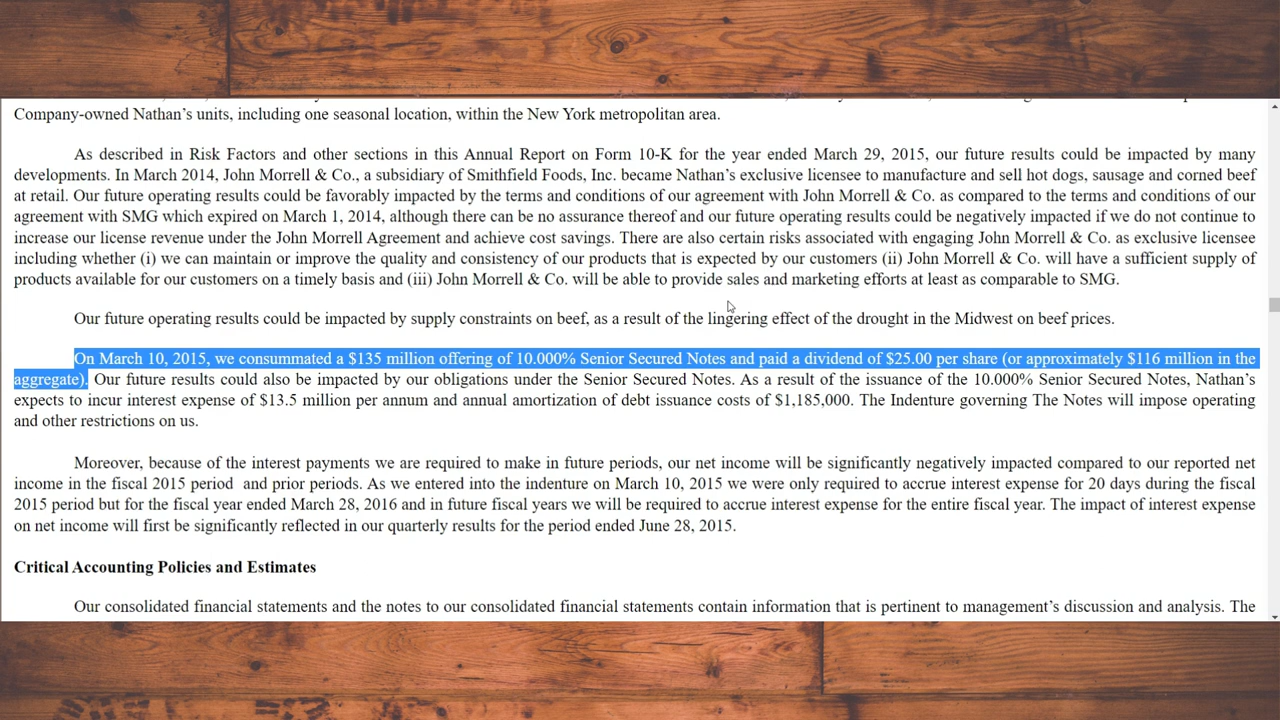 Company-owned Nathan's units, including one seasonal location, within the New York metropolitan area.
As described in Risk Factors and other sections in this Annual Report on Form 10-K for the year ended March 29, 2015, our future results could be impacted by many
developments. In March 2014, John Morrell & Co., a subsidiary of Smithfield Foods, Inc. became Nathan's exclusive licensee to manufacture and sell hot dogs, sausage and corned beef
at retail. Our future operating results could be favorably impacted by the terms and conditions of our agreement with John Morrell & Co. as compared to the terms and conditions of our
agreement with SMG which expired on March 1, 2014, although there can be no assurance thereof and our future operating results could be negatively impacted if we do not continue to
increase our license revenue under the John Morrell Agreement and achieve cost savings. There are also certain risks associated with engaging John Morrell & Co. as exclusive licensee
including whether (i) we can maintain or improve the quality and consistency of our products that is expected by our customers (ii) John Morrell & Co. will have a sufficient supply of
products available for our customers on a timely basis and (iii) John Morrell & Co. will be able to provide sales and marketing efforts at least as comparable to SMG.
Our future operating results could be impacted by supply constraints on beef, as a result of the lingering effect of the drought in the Midwest on beef prices.
On March 10, 2015, we consummated a $135 million offering of 10.000% Senior Secured Notes and paid a dividend of $25.00 per share (or approximately $116 million in the
aggregate). Our future results could also be impacted by our obligations under the Senior Secured Notes. As a result of the issuance of the 10.000% Senior Secured Notes, Nathan's
expects to incur interest expense of $13.5 million per annum and annual amortization of debt issuance costs of $1,185,000. The Indenture governing The Notes will impose operating
and other restrictions on us.
Moreover, because of the interest payments we are required to make in future periods, our net income will be significantly negatively impacted compared to our reported net
income in the fiscal 2015 period and prior periods. As we entered into the indenture on March 10, 2015 we were only required to accrue interest expense for 20 days during the fiscal
2015 period but for the fiscal year ended March 28, 2016 and in future fiscal years we will be required to accrue interest expense for the entire fiscal year. The impact of interest expense
on net income will first be significantly reflected in our quarterly results for the period ended June 28, 2015.
Critical Accounting Policies and Estimates
Our consolidated financial statements and the notes to our consolidated financial statements contain information that is pertinent to management's discussion and analysis. The